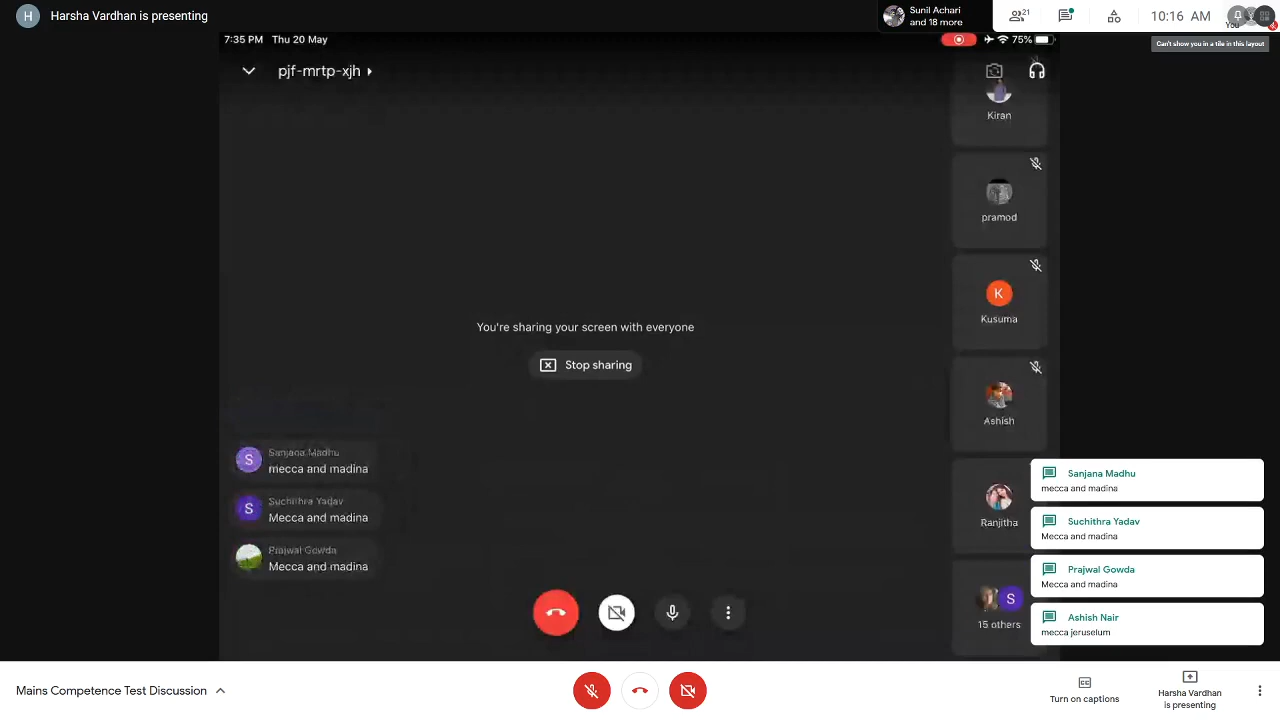 H
Harsha Vardhan is presenting
Sunil Achari
and 18 more
21
10:16 AM
You
Can't show you in a tile in this layout
7:35 PM Thu 20 May
75%
pjf-mrtp-xjh
Kiran
pramod
K
Kusuma
Ashish
Ranjitha
S
15 others
You're sharing your screen with everyone
Stop sharing
S
Sanjana Madhu
mecca and madina
S
Suchithra Yadav
Mecca and madina
Prajwal Gowda
Mecca and madina
Sanjana Madhu
mecca and madina
Suchithra Yadav
Mecca and madina
Prajwal Gowda
Mecca and madina
Ashish Nair
mecca jeruselum
Mains Competence Test Discussion
CC
Turn on captions
Harsha Vardhan
is presenting